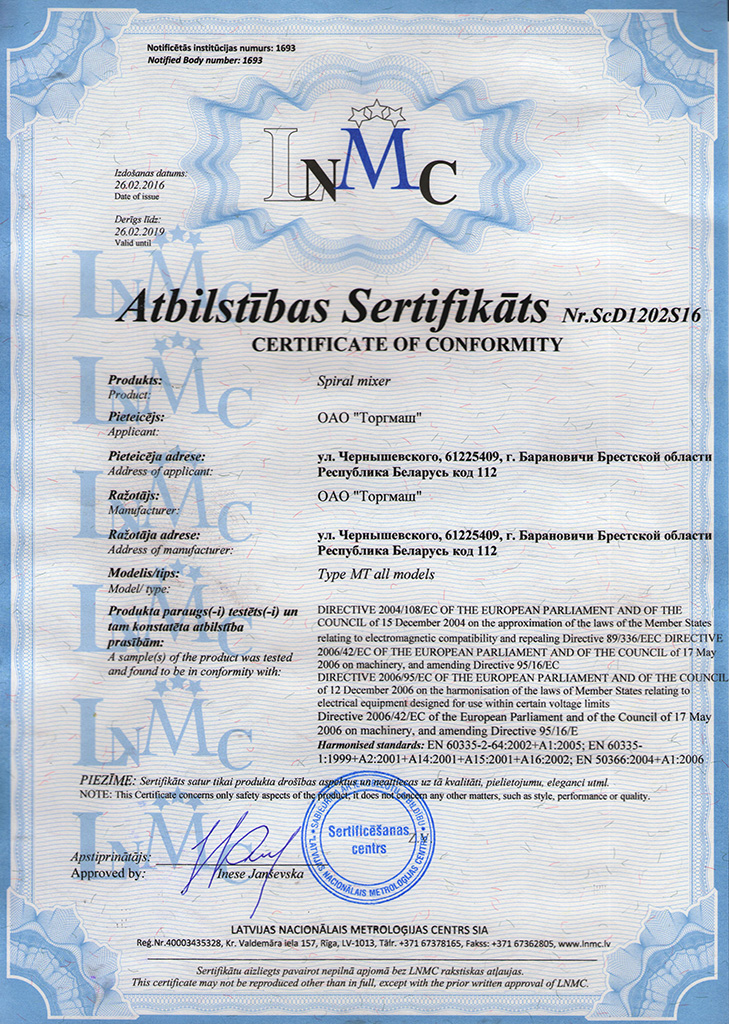 Notificētās institūcijas numurs: 1693
Notified Body number: 1693
LNMC
Izdošanas datums:
26.02.2016
Date of issue
Derīgs līdz:
26.02.2019
Valid until
Atbilstības Sertifikāts Nr.ScD1202S16
CERTIFICATE OF CONFORMITY
Produkts: Spiral mixer
Product:
Pieteicējs: ОАО "Торгмаш"
Applicant:
Pieteicēja adrese: ул. Чернышевского, 61225409, г. Барановичи Брестской области
Address of applicant: Республика Беларусь код 112
Ražotājs: ОАО "Торгмаш"
Manufacturer:
Ražotāja adrese: ул. Чернышевского, 61225409, г. Барановичи Брестской области
Address of manufacturer: Республика Беларусь код 112
Modelis/tips: Type MT all models
Model/ type:
Produkta paraugs(-i) testēts(-i) un
tam konstatēta atbilstība
prasībām:
A sample(s) of the product was tested
and found to be in conformity with:
DIRECTIVE 2004/108/EC OF THE EUROPEAN PARLIAMENT AND OF THE
COUNCIL of 15 December 2004 on the approximation of the laws of the Member States
relating to electromagnetic compatibility and repealing Directive 89/336/EEC DIRECTIVE
2006/42/EC OF THE EUROPEAN PARLIAMENT AND OF THE COUNCIL of 17 May
2006 on machinery, and amending Directive 95/16/EC
DIRECTIVE 2006/95/EC OF THE EUROPEAN PARLIAMENT AND OF THE COUNCIL
of 12 December 2006 on the harmonisation of the laws of Member States relating to
electrical equipment designed for use within certain voltage limits
Directive 2006/42/EC of the European Parliament and of the Council of 17 May
2006 on machinery, and amending Directive 95/16/E
Harmonised standards: EN 60335-2-64:2002+A1:2005; EN 60335-
1:1999+A2:2001+A14:2001+A15:2001+A16:2002; EN 50366:2004+A1:2006
PIEZĪME: Sertifikāts satur tikai produkta drošības aspektus un neattiecas uz tā kvalitāti, pielietojumu, eleganci utml.
NOTE: This Certificate concerns only safety aspects of the product; it does not concern any other matters, such as style, performance or quality.
Sertificēšanas
centrs
LATVIJAS NACIONĀLAIS METROLOĢIJAS CENTRS
Apstiprinātājs:
Approved by: Inese Janševska
LATVIJAS NACIONĀLAIS METROLOĢIJAS CENTRS SIA
Reģ.Nr.40003435328, Kr. Valdemāra iela 157, Rīga, LV-1013, Tālr. +371 67378165, Fakss: +371 67362805, www.lnmc.lv
Sertifikātu aizliegts pavairot nepilnā apjomā bez LNMC rakstiskas atļaujas.
This certificate may not be reproduced other than in full, except with the prior written approval of LNMC.